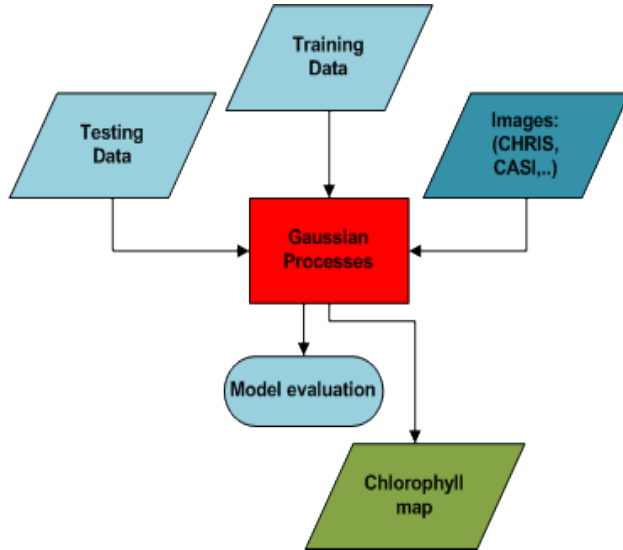 Training
Data
Testing
Data
Images:
(CHRIS,
CASI,..)
Gaussian
Processes
Model evaluation
Chlorophyll
map